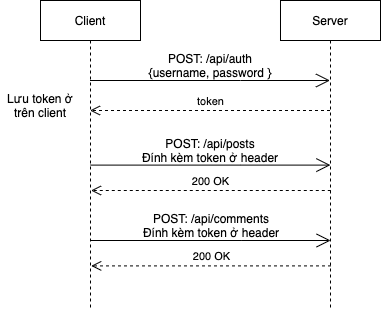 Client
Server
POST: /api/auth
{username, password }
Lưu token ở
trên client
token
POST: /api/posts
Đính kèm token ở header
200 OK
POST: /api/comments
Đính kèm token ở header
200 OK